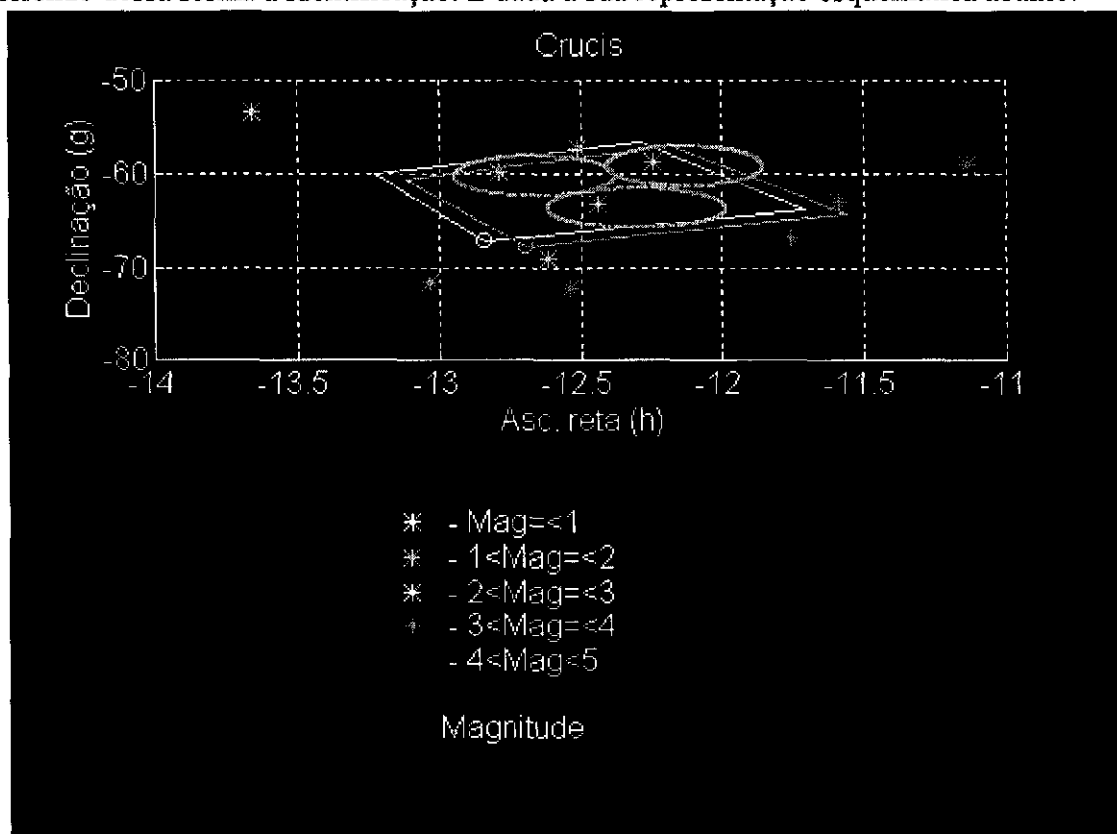 Crucis
-50
-60
-70
-80
-14 -13.5 -13 -12.5 -12 -11.5 -11
Declinação (g)
Asc. reta (h)
- Mag=<1
- 1<Mag=<2
- 2<Mag=<3
- 3<Mag=<4
- 4<Mag<5
Magnitude